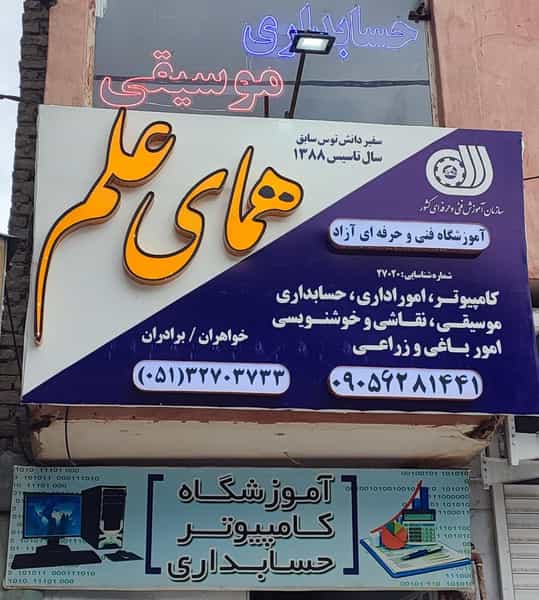 حسابداری
موسیقی
همای علم
سفیر دانش توس سابق
سال تاسیس ۱۳۸۸
سازمان آموزش فنی و حرفه ای کشور
آموزشگاه فنی و حرفه ای آزاد
شماره شناسایی: ۲۷۰۲۰
کامپیوتر، امور اداری، حسابداری
موسیقی، نقاشی و خوشنویسی
امور باغی و زراعی
خواهران / برادران
۰۹۰۵۶۲۸۱۴۴۱
(۰۵۱)۳۲۷۰۳۷۳۳
آموزشگاه
کامپیوتر
حسابداری